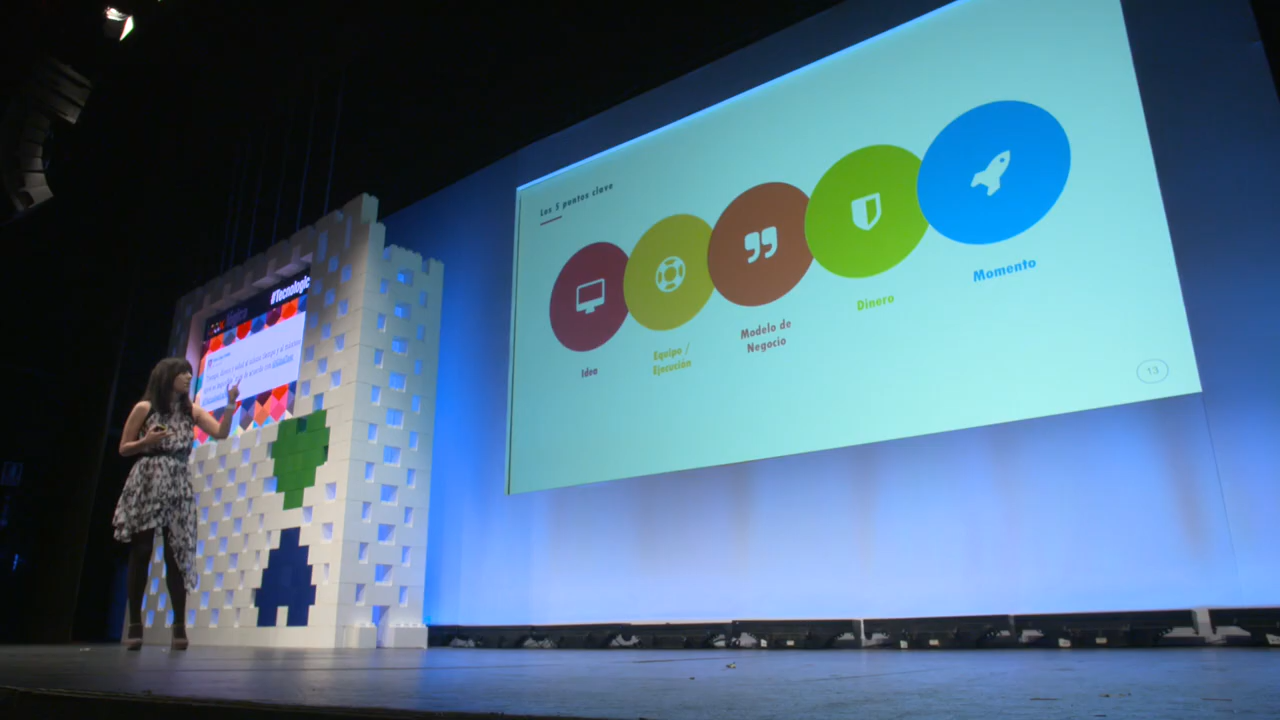 #Tecnologic
Los 5 puntos clave
Idea
Equipo /
Ejecución
Modelo de
Negocio
Dinero
Momento
13